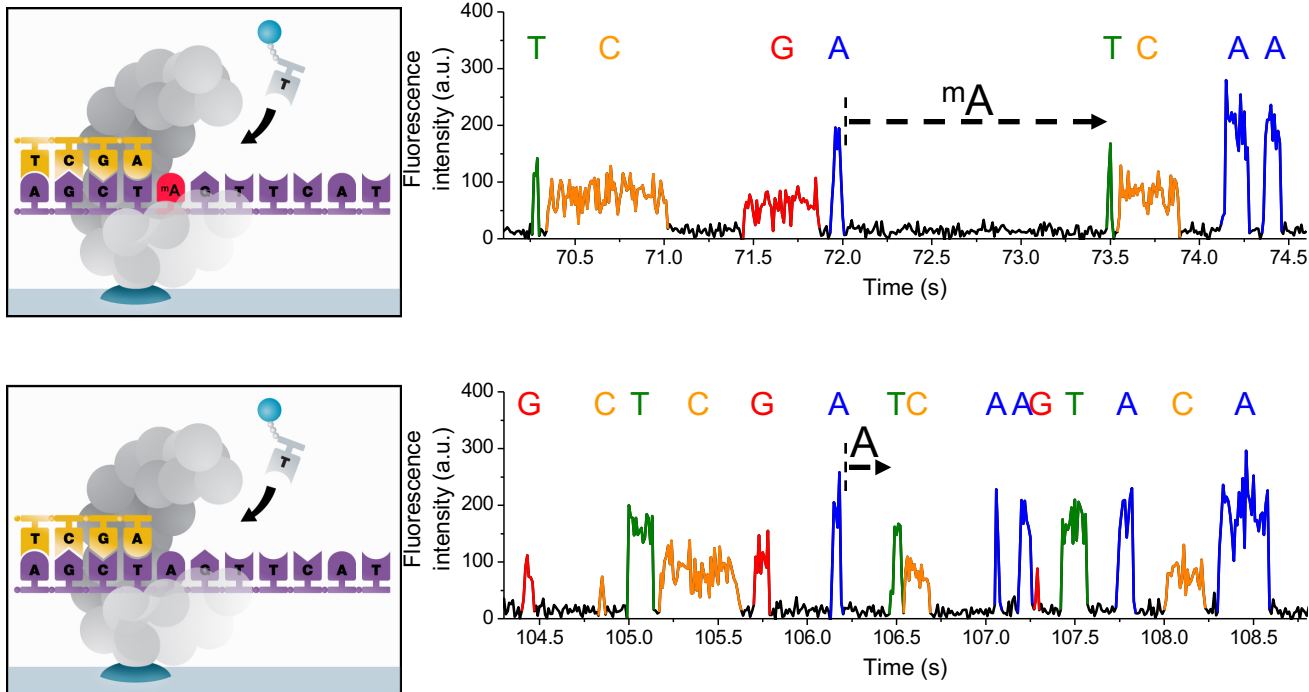 T
T C G A
A G C T mA G T T C A T
Fluorescence
intensity (a.u.)
400
300
200
100
0
T C G A T C A A
mA
70.5 71.0 71.5 72.0 72.5 73.0 73.5 74.0 74.5
Time (s)
T
T C G A
A G C T A G T T C A T
Fluorescence
intensity (a.u.)
400
300
200
100
0
G C T C G A T C A A G T A C A
A
104.5 105.0 105.5 106.0 106.5 107.0 107.5 108.0 108.5
Time (s)